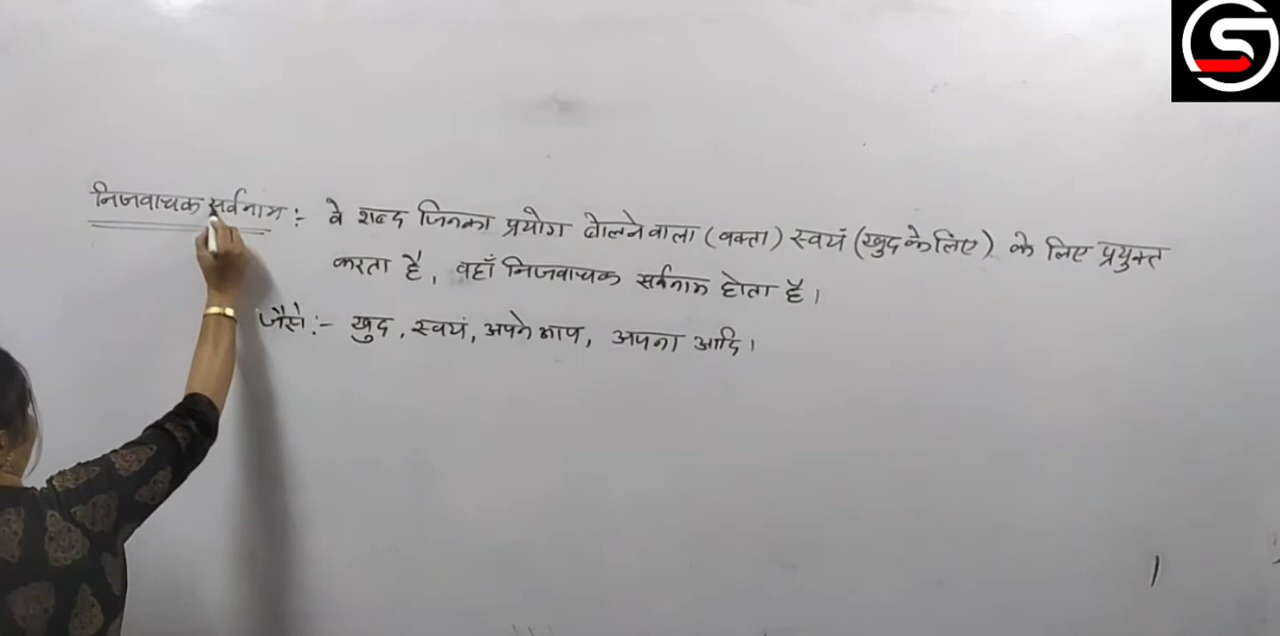 निजवाचक सर्वनाम :- वे शब्द जिनका प्रयोग बोलने वाला (वक्ता) स्वयं (खुद के लिए) के लिए प्रयुक्त
करता है, वहाँ निजवाचक सर्वनाम होता है।
जैसे :- खुद, स्वयं, अपने आप, अपना आदि।